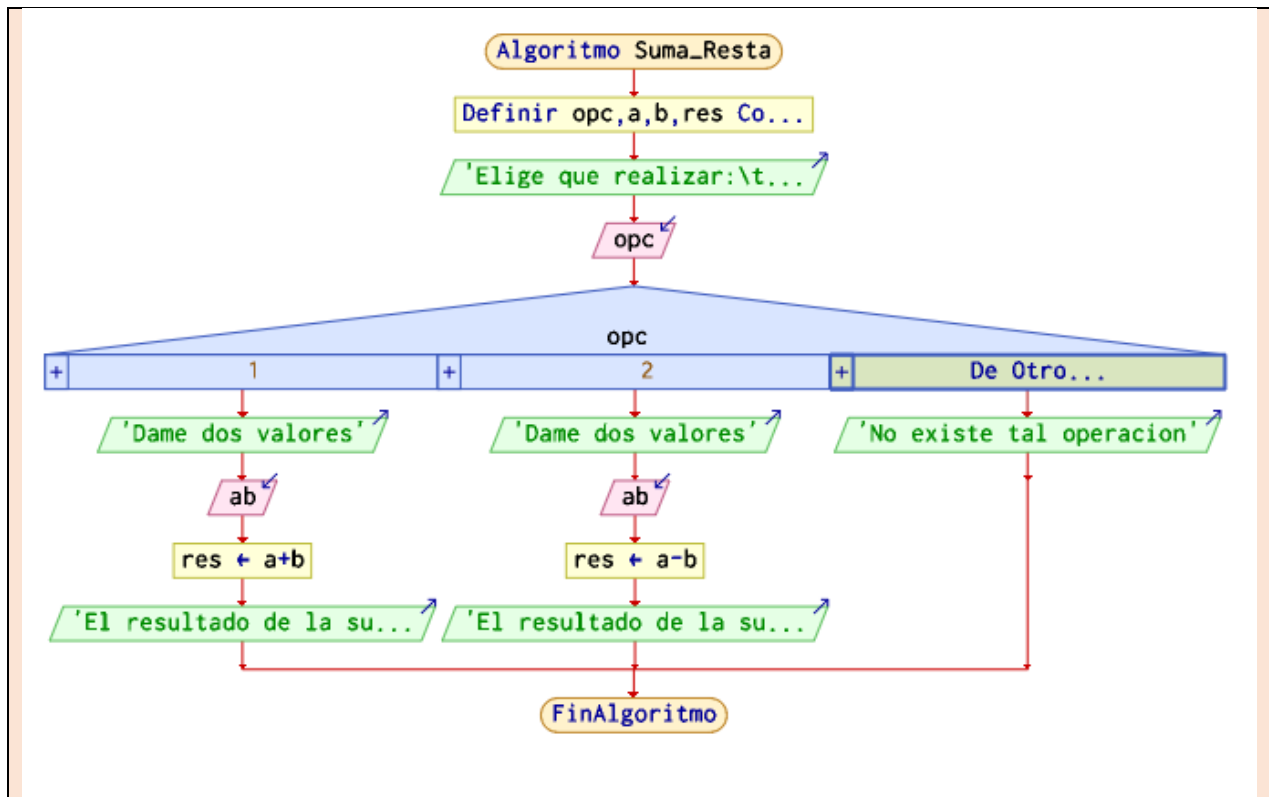 Algoritmo Suma_Resta
Definir opc,a,b,res Co...
'Elige que realizar:\t...
opc
opc
+ 1 + 2 + De Otro...
'Dame dos valores' 'Dame dos valores' 'No existe tal operacion'
ab ab
res ← a+b res ← a-b
'El resultado de la su... 'El resultado de la su...
FinAlgoritmo